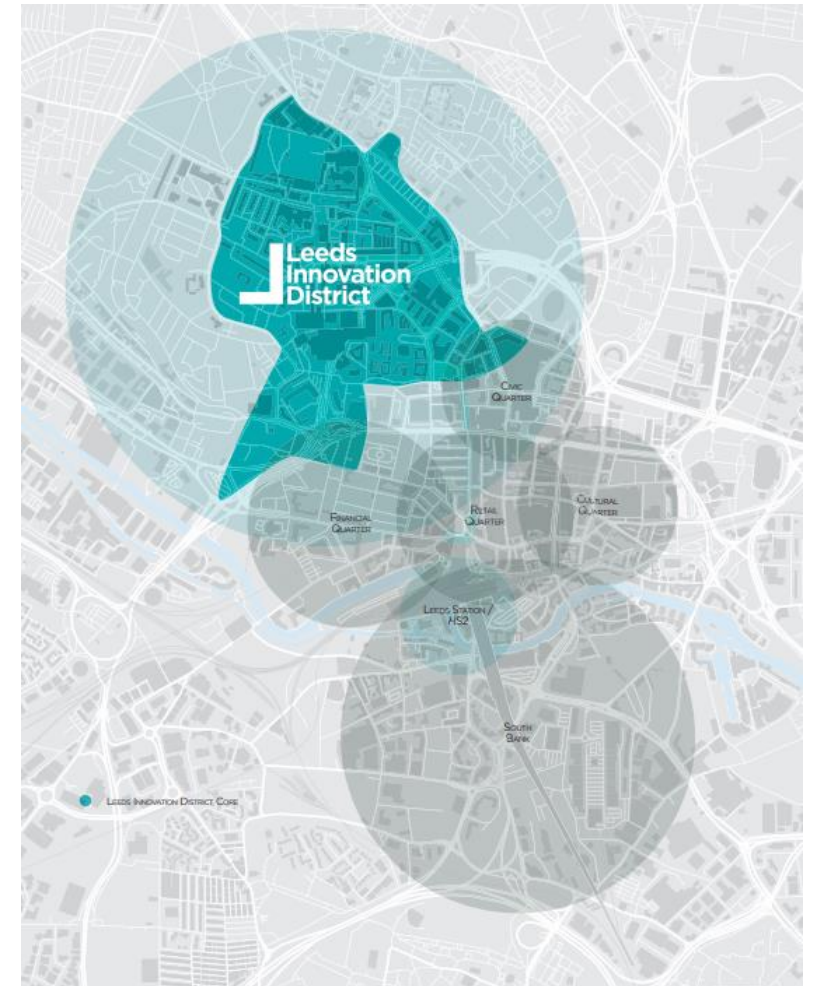 Leeds
Innovation
District
Civic
Quarter
Financial
Quarter
Retail
Quarter
Cultural
Quarter
Leeds Station /
HS2
South
Bank
Leeds Innovation District Core